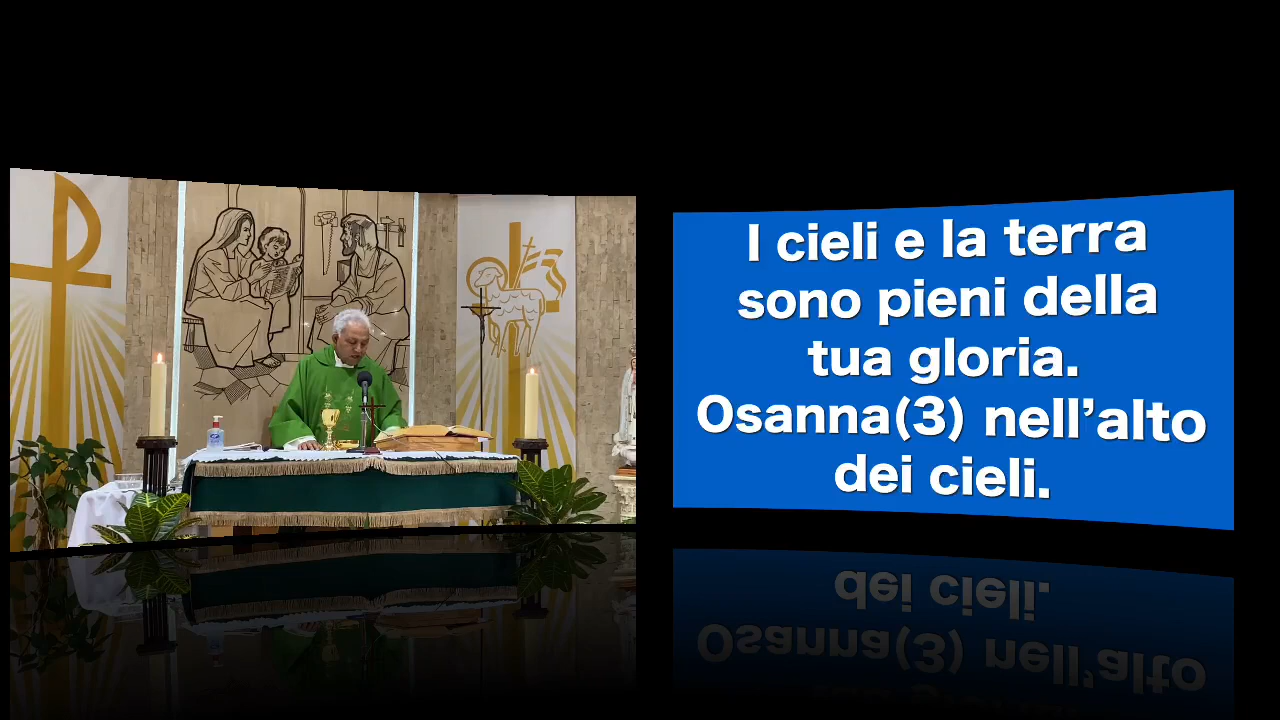 I cieli e la terra
sono pieni della
tua gloria.
Osanna(3) nell’alto
dei cieli.